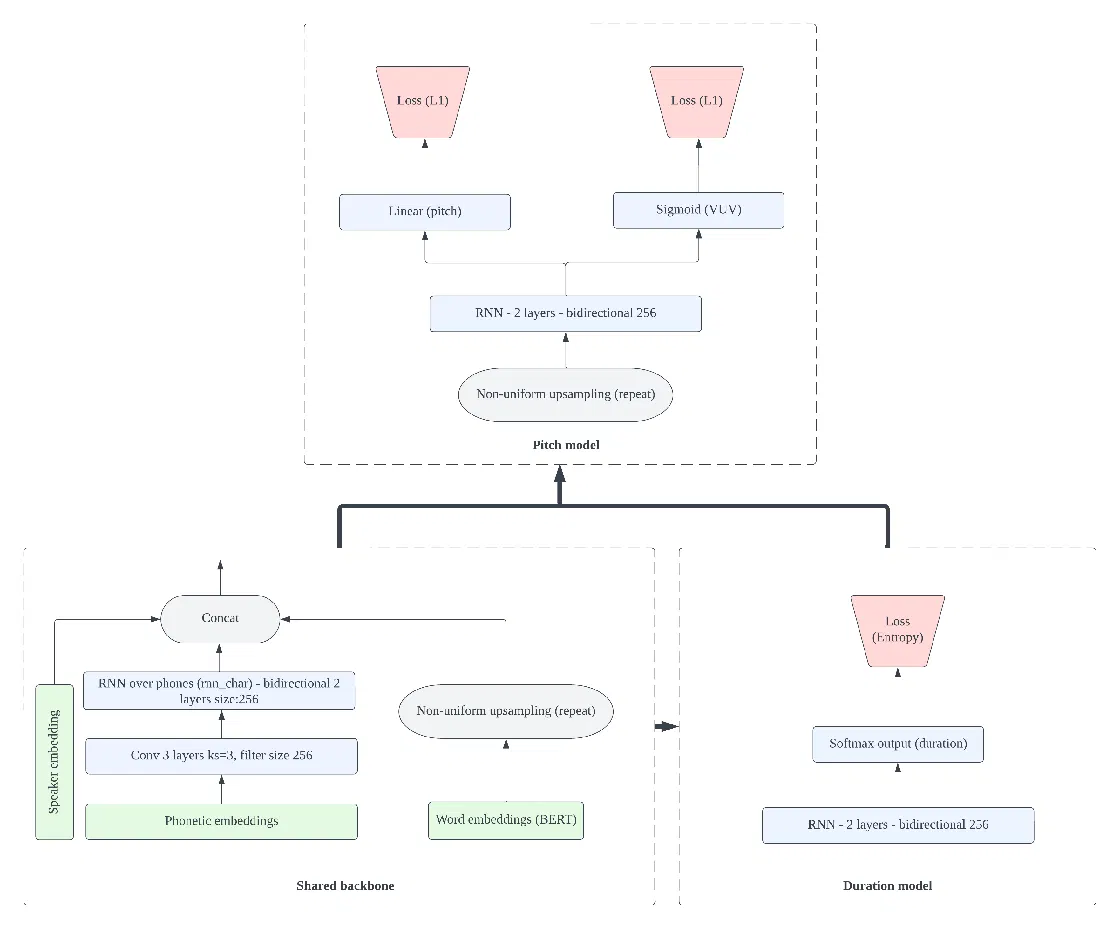 Loss (L1)
Loss (L1)
Linear (pitch)
Sigmoid (VUV)
RNN - 2 layers - bidirectional 256
Non-uniform upsampling (repeat)
Pitch model
Concat
RNN over phones (rnn_char) - bidirectional 2
layers size:256
Conv 3 layers ks=3, filter size 256
Phonetic embeddings
Speaker embedding
Non-uniform upsampling (repeat)
Word embeddings (BERT)
Shared backbone
Loss
(Entropy)
Softmax output (duration)
RNN - 2 layers - bidirectional 256
Duration model